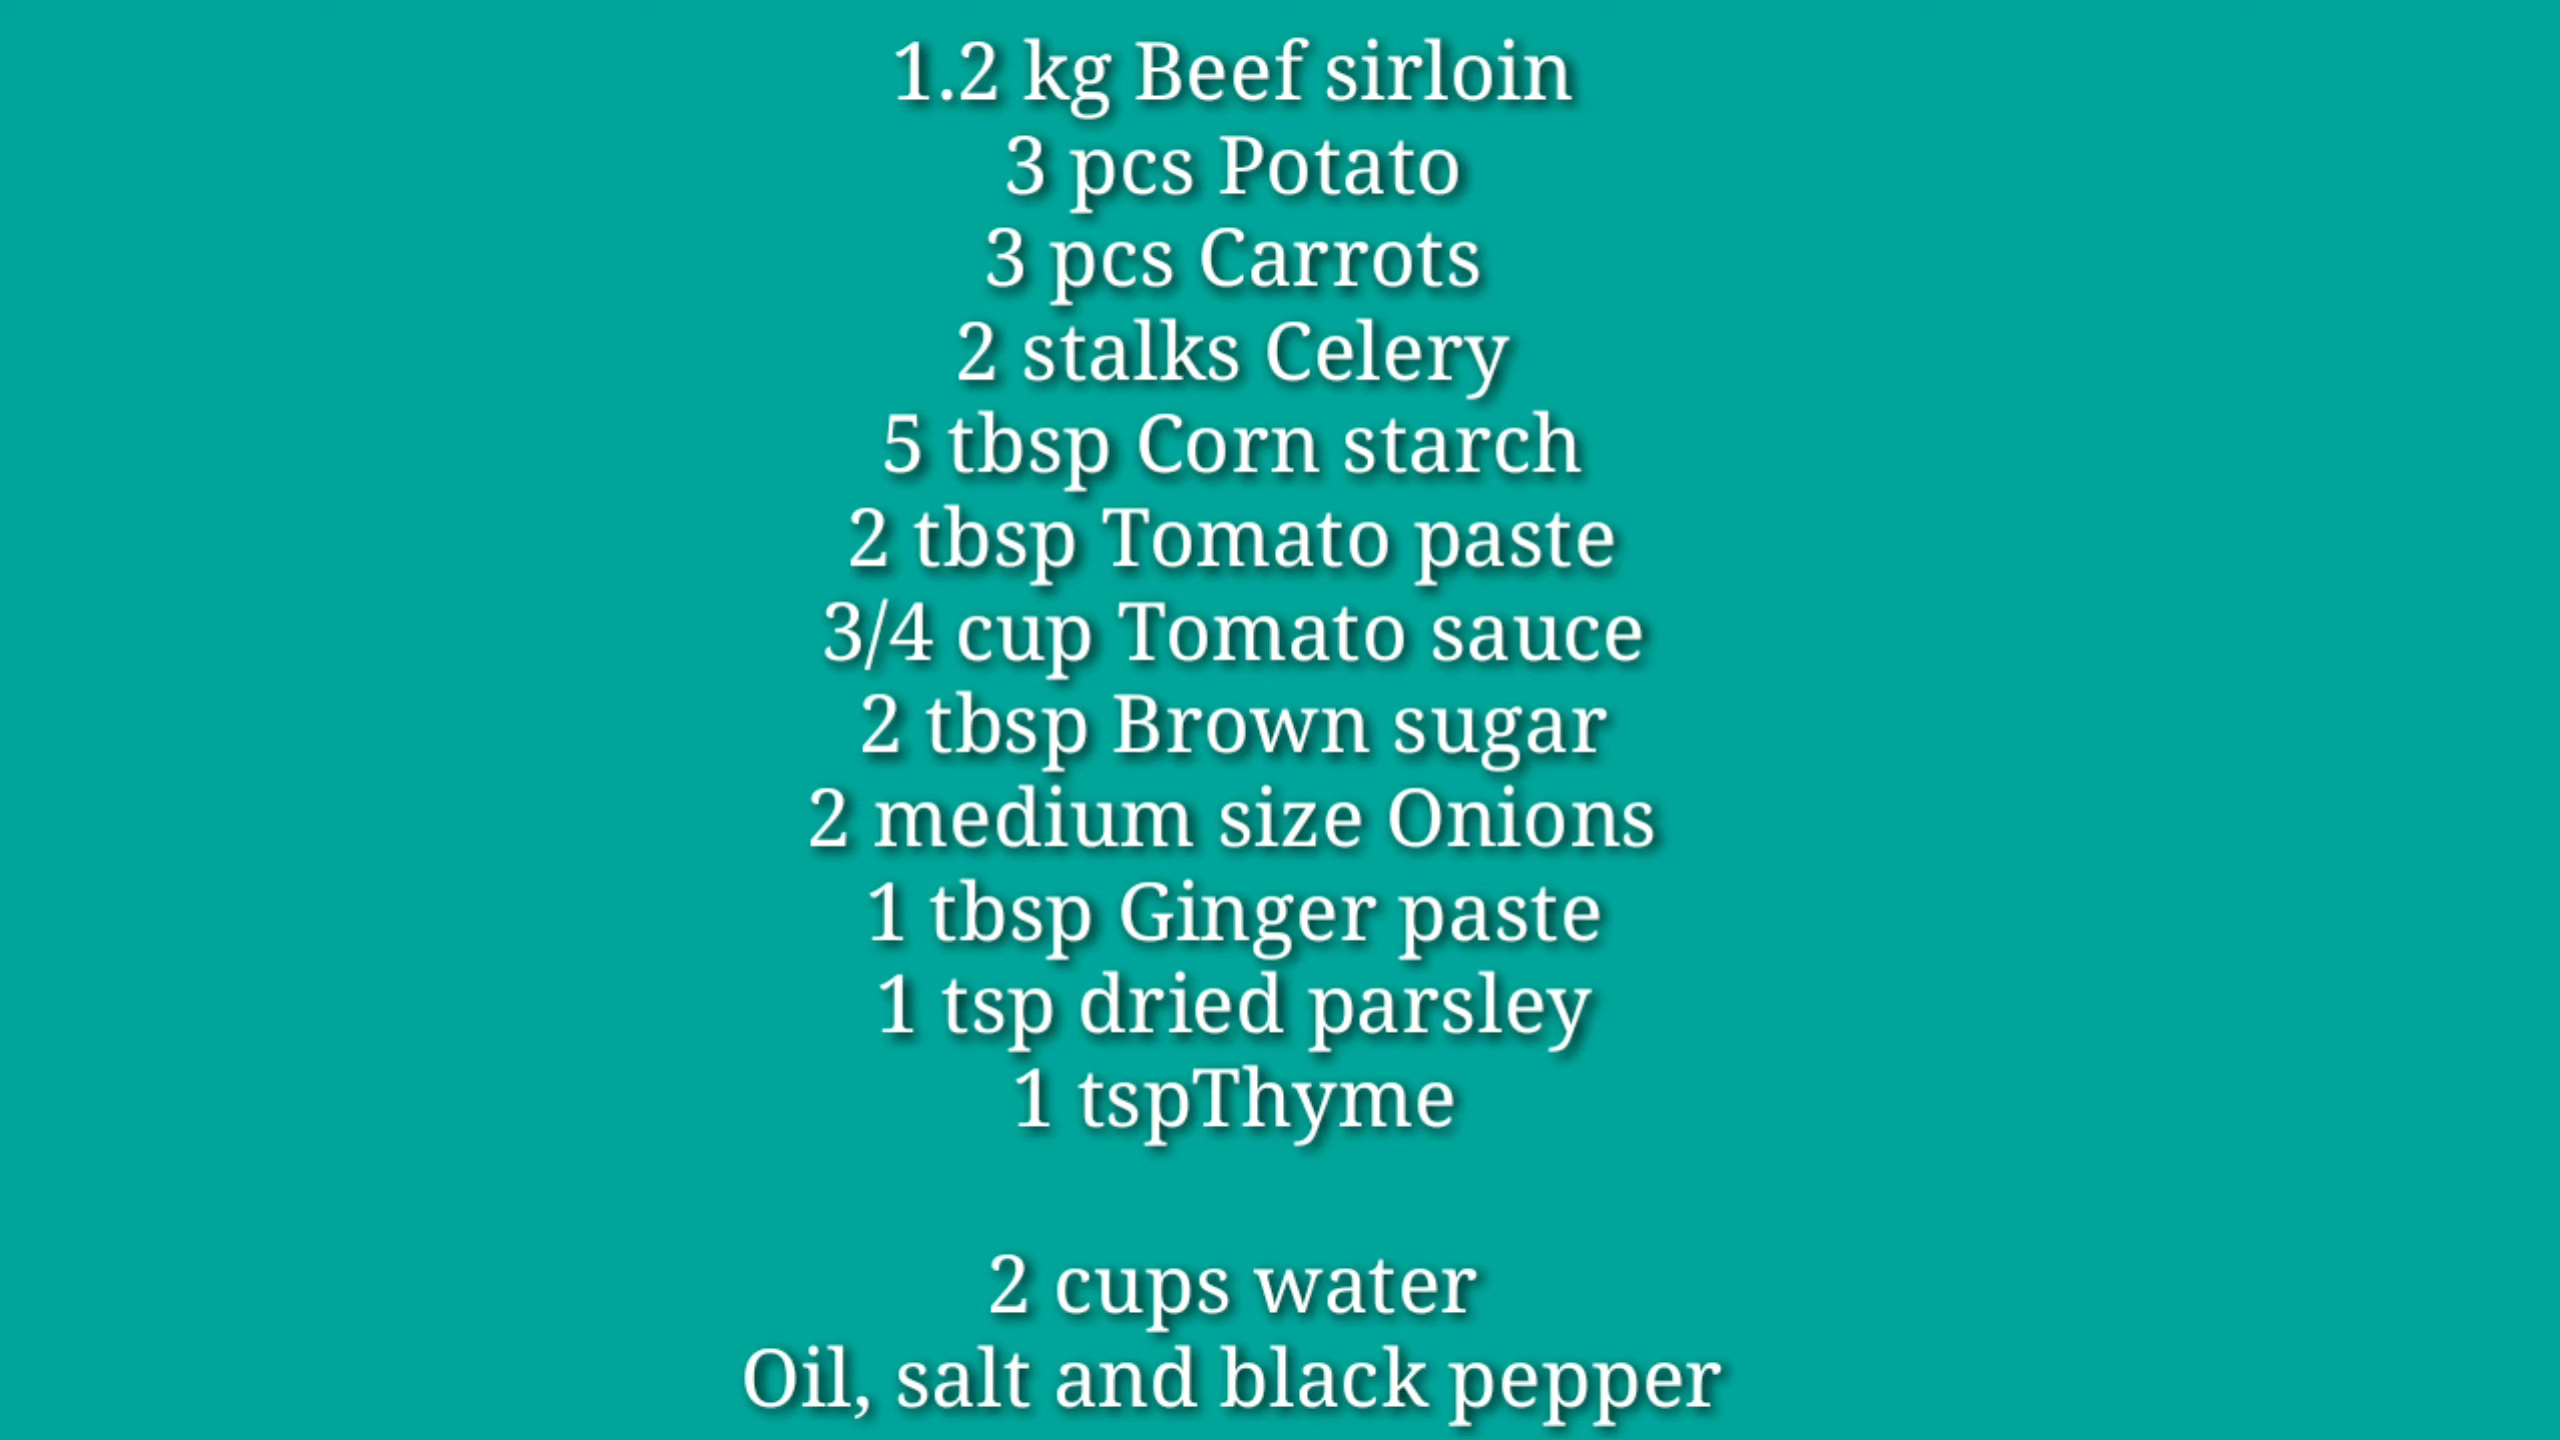 1.2 kg Beef sirloin
3 pcs Potato
3 pcs Carrots
2 stalks Celery
5 tbsp Corn starch
2 tbsp Tomato paste
3/4 cup Tomato sauce
2 tbsp Brown sugar
2 medium size Onions
1 tbsp Ginger paste
1 tsp dried parsley
1 tspThyme
2 cups water
Oil, salt and black pepper